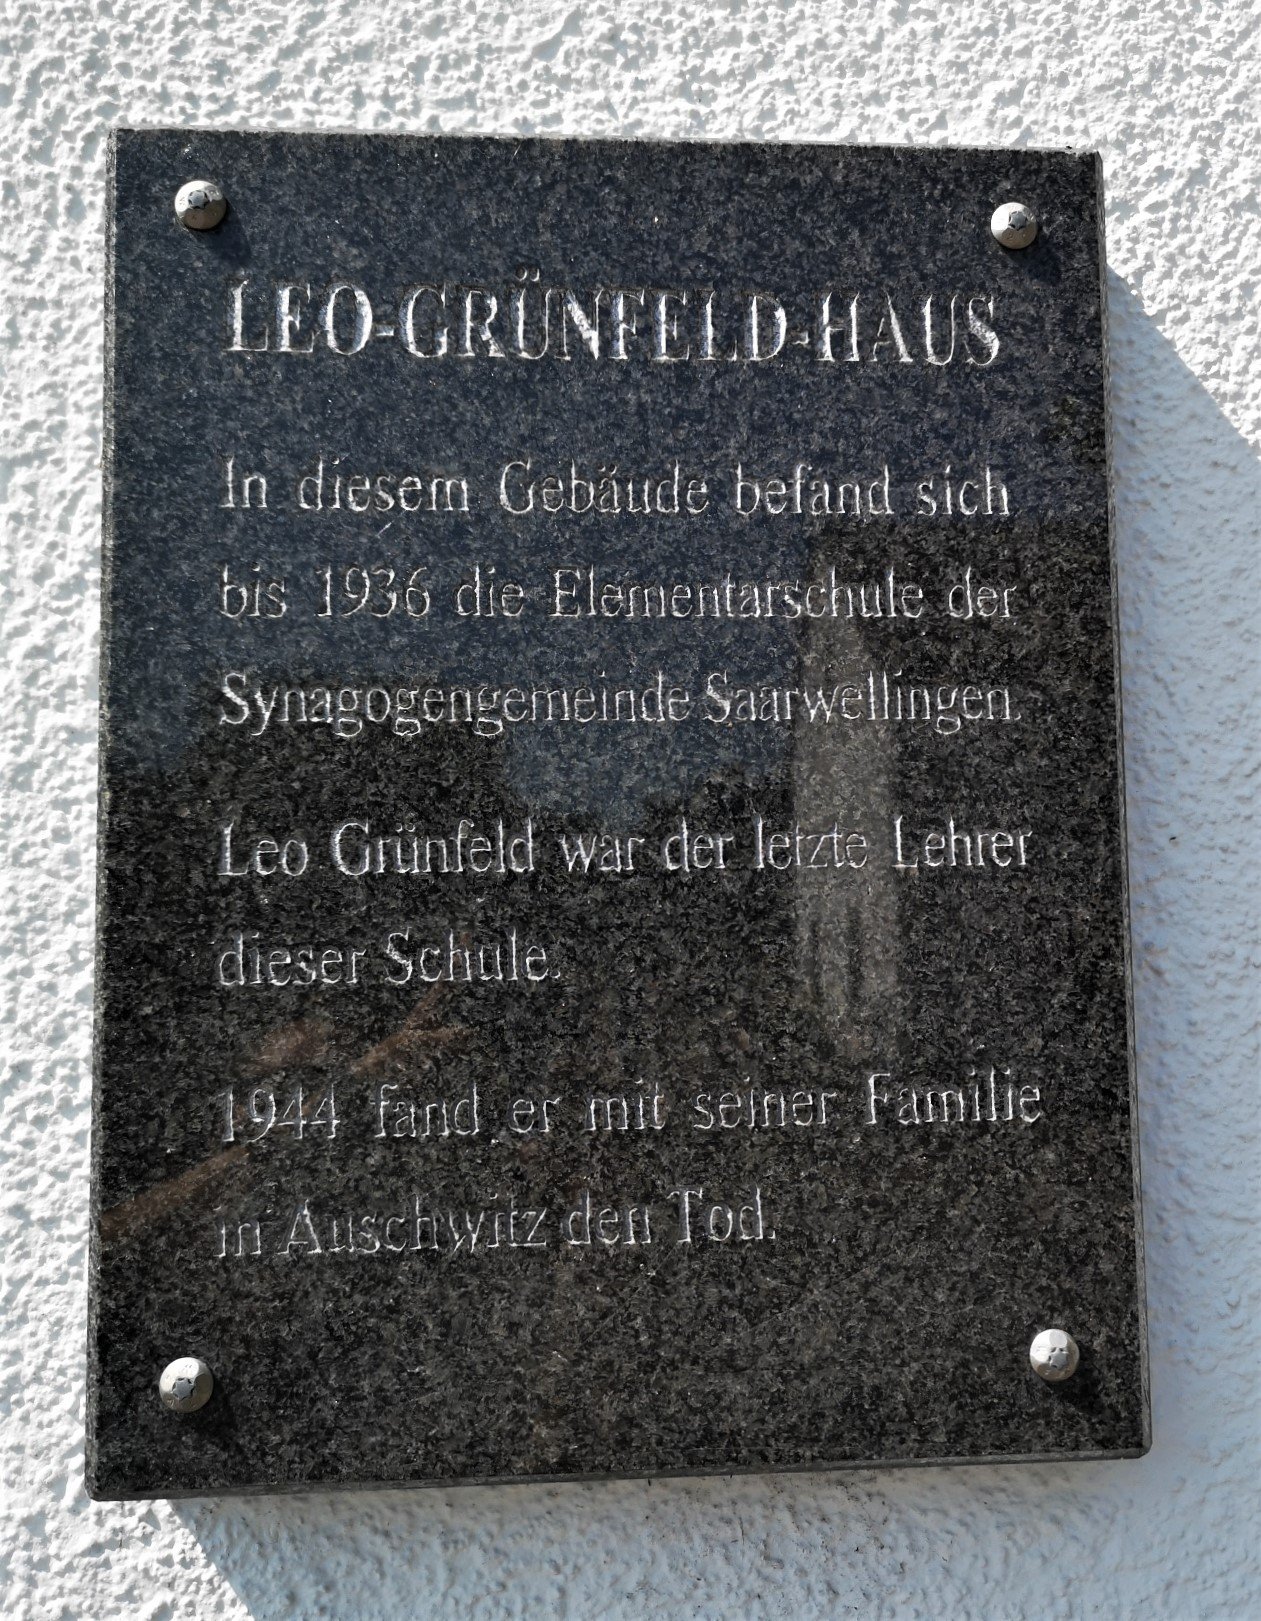 LEO-GRÜNFELD-HAUS
In diesem Gebäude befand sich
bis 1936 die Elementarschule der
Synagogengemeinde Saarwellingen.
Leo Grünfeld war der letzte Lehrer
dieser Schule.
1944 fand er mit seiner Familie
in Auschwitz den Tod.